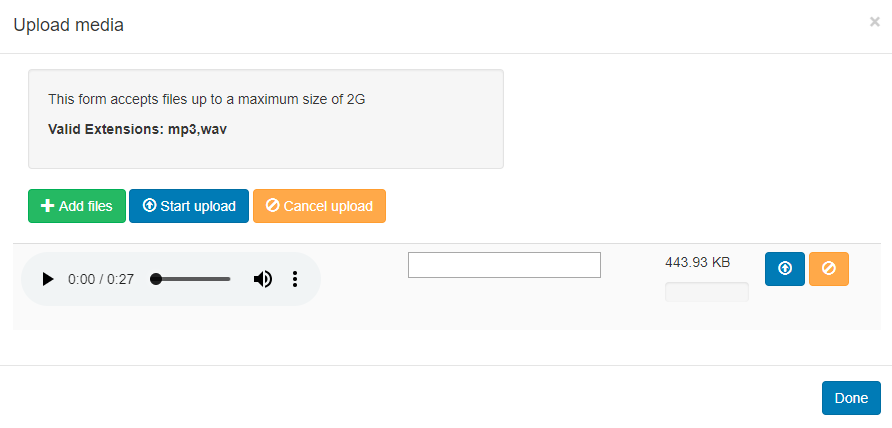 Upload media
×
This form accepts files up to a maximum size of 2G
Valid Extensions: mp3,wav
Add files Start upload Cancel upload
0:00 / 0:27 443.93 KB
Done